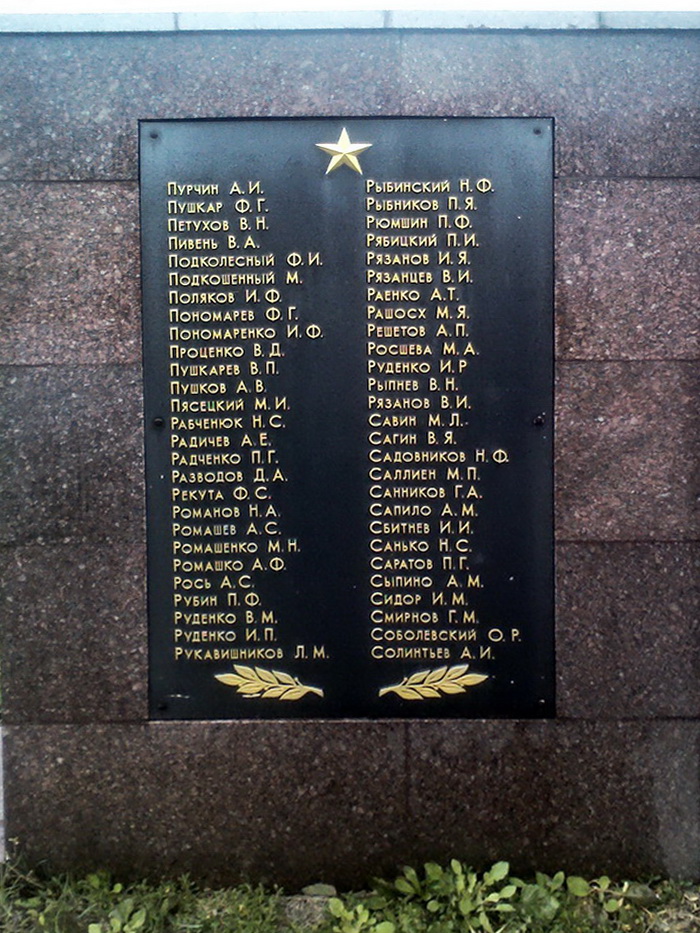 Пурчин А.И.
Пушкар Ф.Г.
Петухов В.Н.
Пивень В.А.
Подколесный Ф.И.
Подкошенный М.
Поляков И.Ф.
Пономарев Ф.Г.
Пономаренко И.Ф.
Проценко В.Д.
Пушкарев В.П.
Пушков А.В.
Пясецкий М.И.
Рабченюк Н.С.
Радичев А.Е.
Радченко П.Г.
Разводов Д.А.
Рекута Ф.С.
Романов Н.А.
Ромашев А.С.
Ромашенко М.Н.
Ромашко А.Ф.
Рось А.С.
Рубин П.Ф.
Руденко В.М.
Руденко И.П.
Рукавишников Л.М.
Рыбинский Н.Ф.
Рыбников П.Я.
Рюмшин П.Ф.
Рябицкий П.И.
Рязанов И.Я.
Рязанцев В.И.
Раенко А.Т.
Рашосх М.Я.
Решетов А.П.
Росшева М.А.
Руденко И.Р
Рыпнев В.Н.
Рязанов В.И.
Савин М.Л.
Сагин В.Я.
Садовников Н.Ф.
Саллиен М.П.
Санников Г.А.
Сапило А.М.
Сбитнев И.И.
Санько Н.С.
Саратов П.Г.
Сыпино А.М.
Сидор И.М.
Смирнов Г.М.
Соболевский О.Р.
Солинтьев А.И.